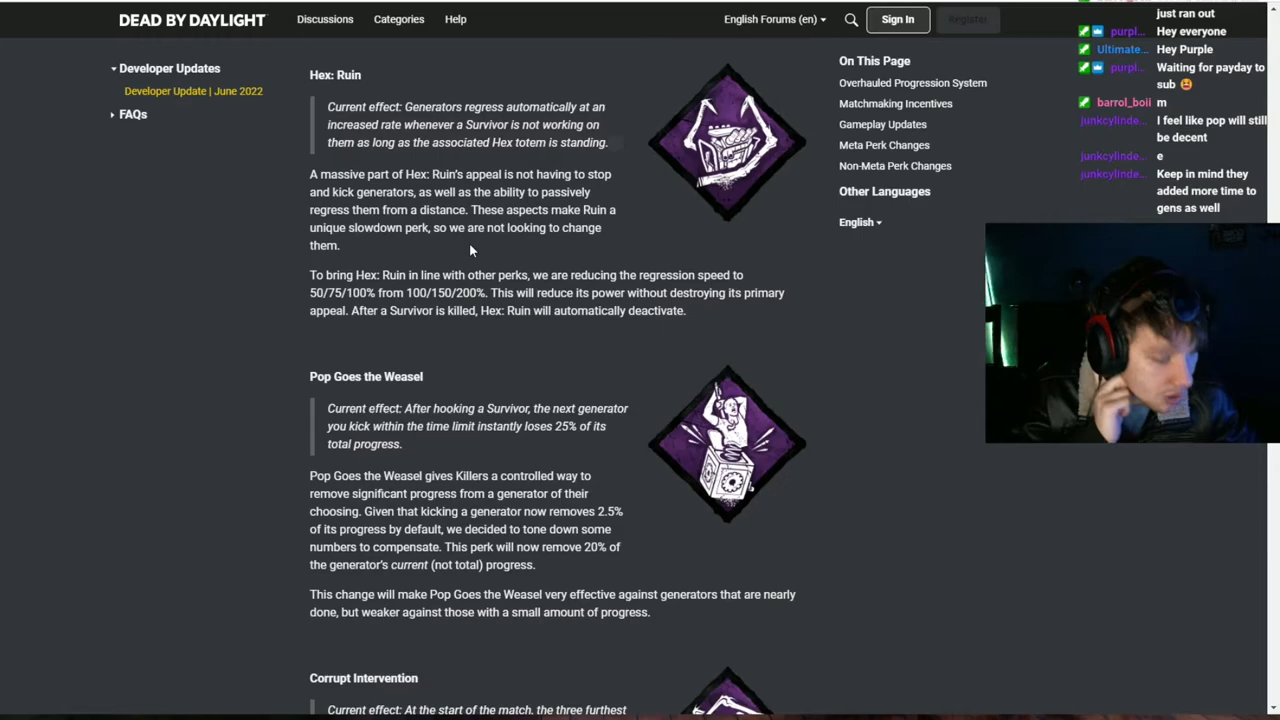 DEAD BY DAYLIGHT
Discussions
Categories
Help
English Forums (en)
Sign In
Register
Developer Updates
Developer Update | June 2022
FAQs
Hex: Ruin
Current effect: Generators regress automatically at an
increased rate whenever a Survivor is not working on
them as long as the associated Hex totem is standing.
A massive part of Hex: Ruin's appeal is not having to stop
and kick generators, as well as the ability to passively
regress them from a distance. These aspects make Ruin a
unique slowdown perk, so we are not looking to change
them.
To bring Hex: Ruin in line with other perks, we are reducing the regression speed to
50/75/100% from 100/150/200%. This will reduce its power without destroying its primary
appeal. After a Survivor is killed, Hex: Ruin will automatically deactivate.
Pop Goes the Weasel
Current effect: After hooking a Survivor, the next generator
you kick within the time limit instantly loses 25% of its
total progress.
Pop Goes the Weasel gives Killers a controlled way to
remove significant progress from a generator of their
choosing. Given that kicking a generator now removes 2.5%
of its progress by default, we decided to tone down some
numbers to compensate. This perk will now remove 20% of
the generator's current (not total) progress.
This change will make Pop Goes the Weasel very effective against generators that are nearly
done, but weaker against those with a small amount of progress.
Corrupt Intervention
Current effect: At the start of the match, the three furthest
On This Page
Overhauled Progression System
Matchmaking Incentives
Gameplay Updates
Meta Perk Changes
Non-Meta Perk Changes
Other Languages
English
just ran out
purpl... Hey everyone
Ultimate... Hey Purple
purpl... Waiting for payday to
sub
barrol_boii m
junkcylinde... I feel like pop will still
be decent
junkcylinde... e
junkcylinde... Keep in mind they
added more time to
gens as well